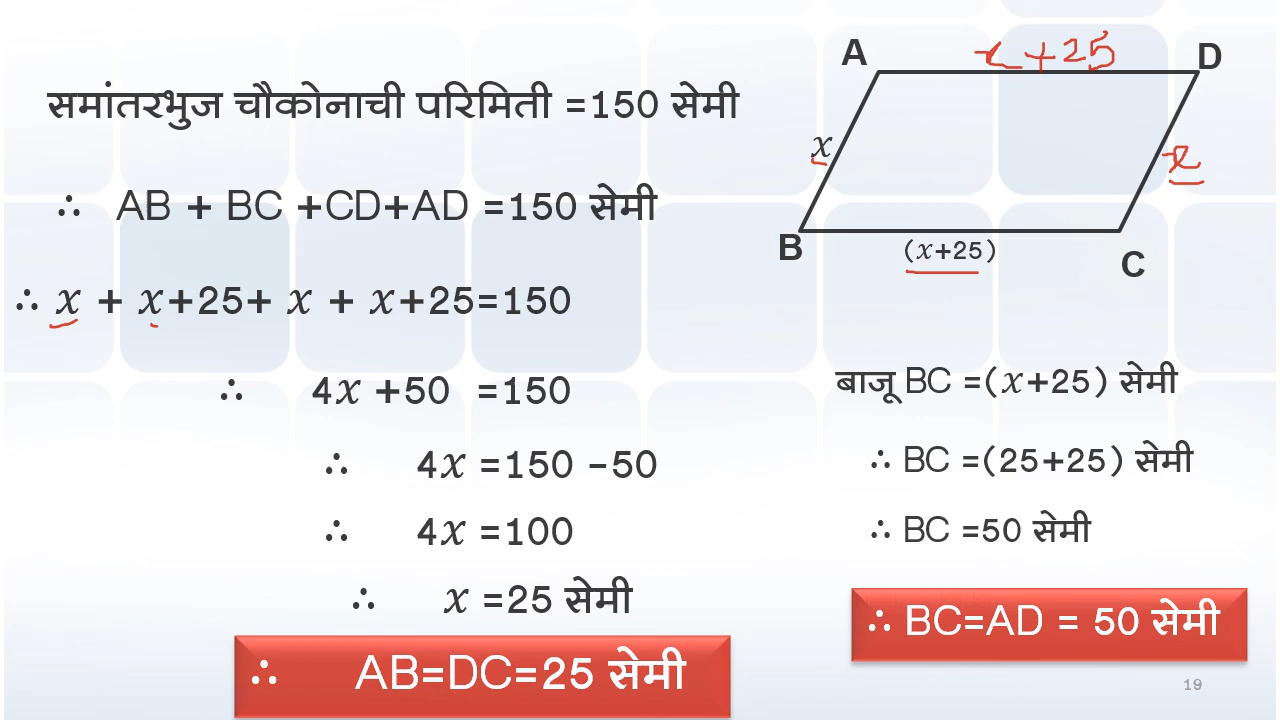 समांतरभुज चौकोनाची परिमिती =150 सेमी
∴ AB + BC +CD+AD =150 सेमी
∴ x + x+25+ x + x+25=150
∴ 4x +50 =150
∴ 4x =150 –50
∴ 4x =100
∴ x =25 सेमी
∴ AB=DC=25 सेमी
A
x+25
D
x
x
B
(x+25)
C
बाजू BC =(x+25) सेमी
∴ BC =(25+25) सेमी
∴ BC =50 सेमी
∴ BC=AD = 50 सेमी
19